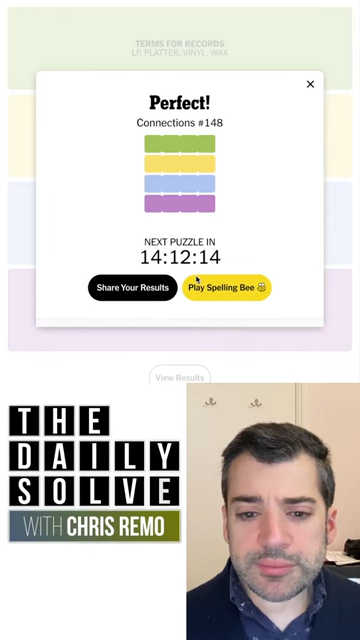 TERMS FOR RECORDS
LP, PLATTER, VINYL, WAX
Perfect!
Connections #148
NEXT PUZZLE IN
14:12:14
Share Your Results
Play Spelling Bee
View Results
THE
DAILY
SOLVE
WITH CHRIS REMO